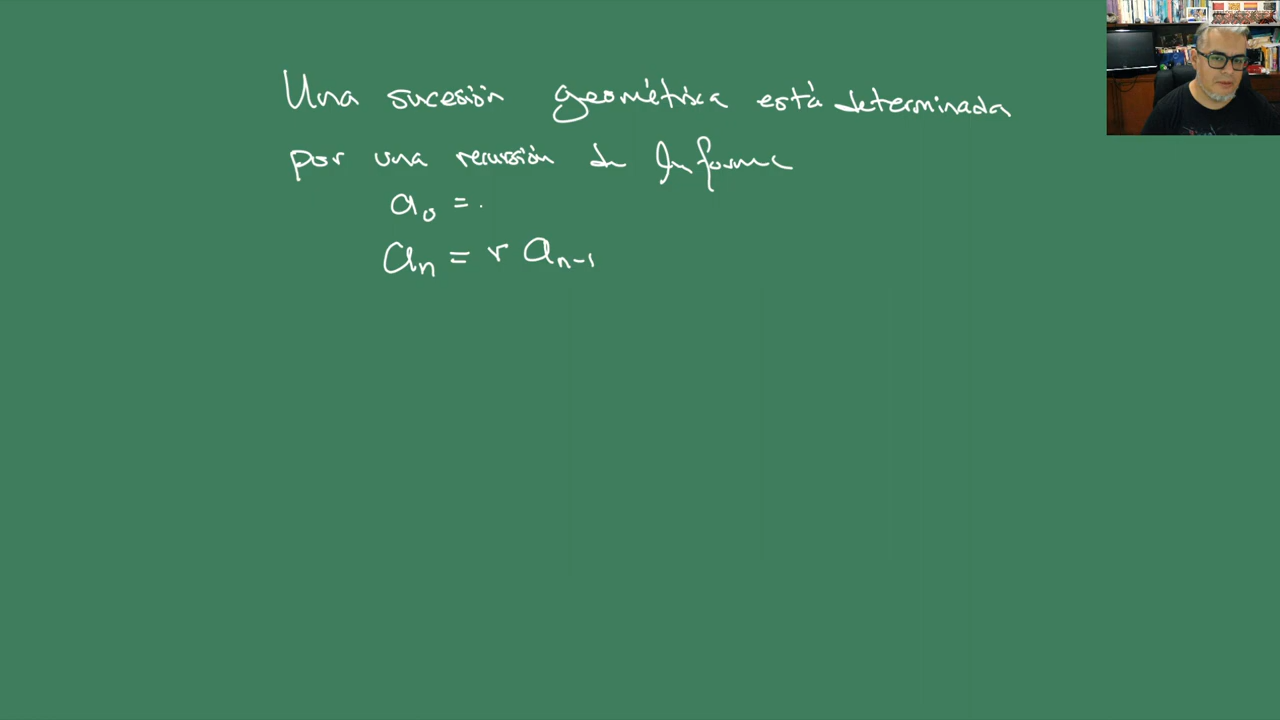 Una sucesión geométrica está determinada
por una recursión de la forma
a₀ = .
aₙ = r aₙ₋₁